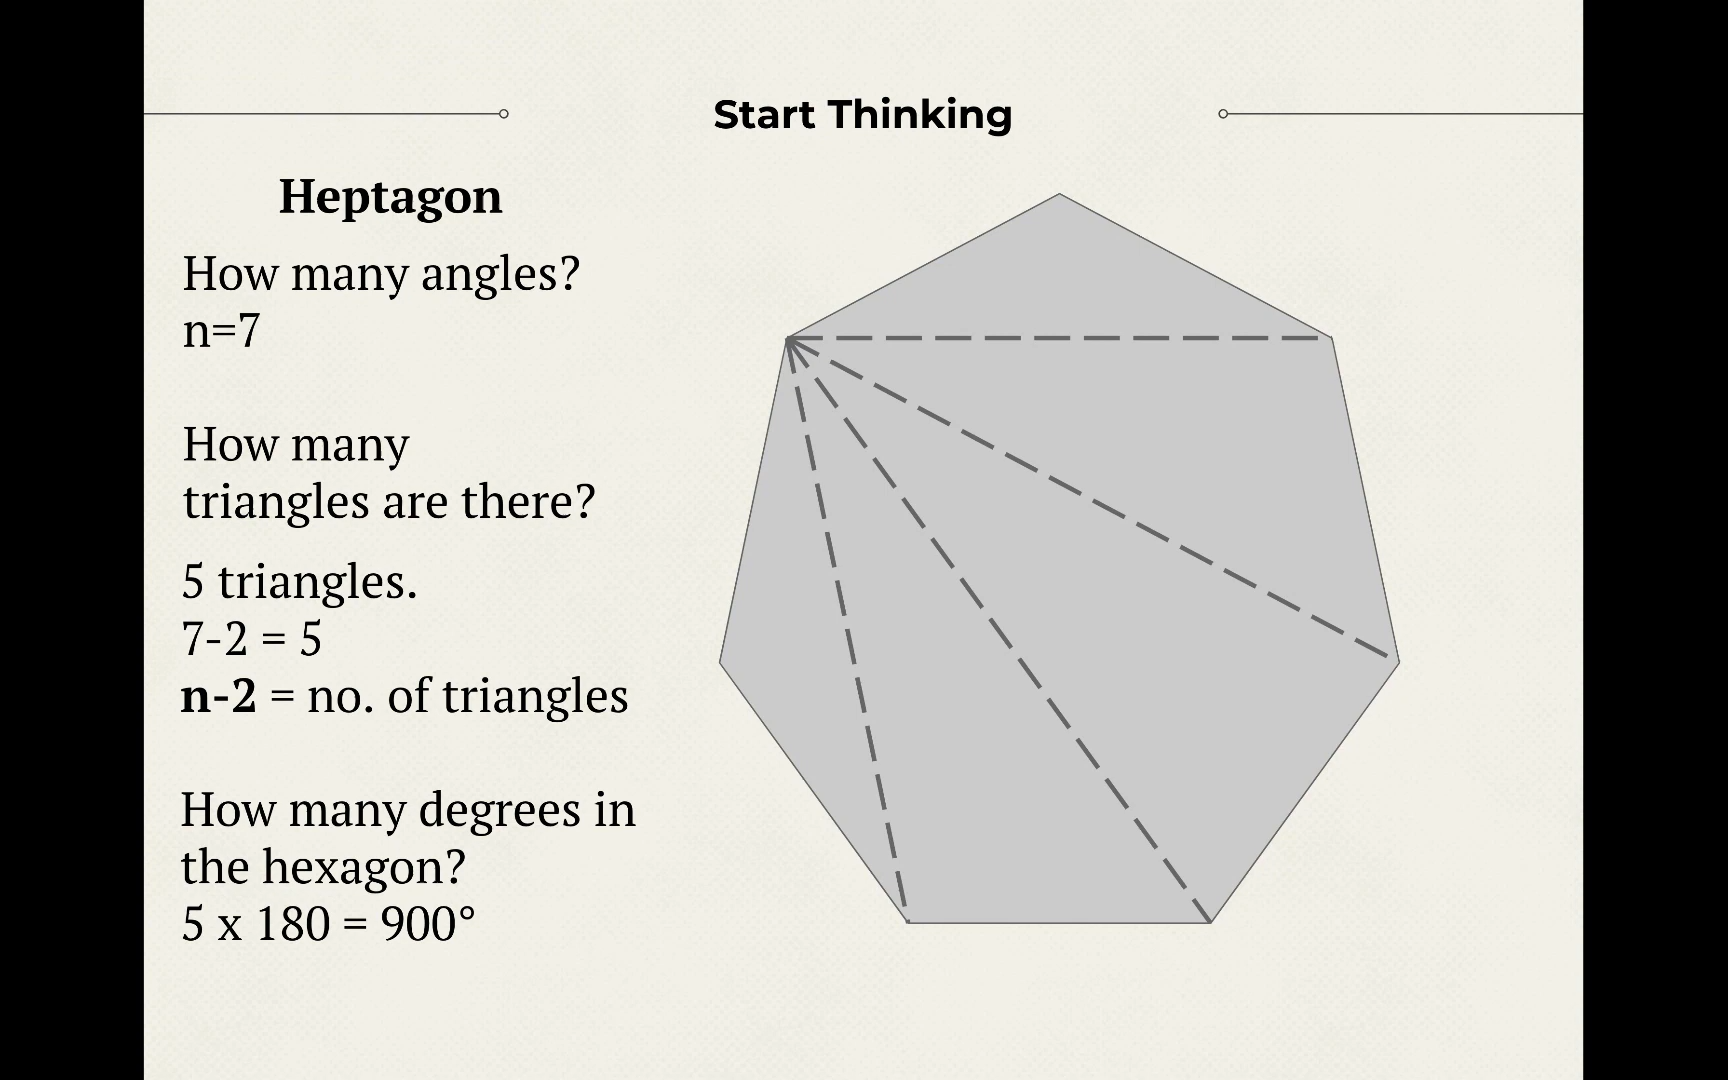 Start Thinking
Heptagon
How many angles?
n=7
How many
triangles are there?
5 triangles.
7-2 = 5
n-2 = no. of triangles
How many degrees in
the hexagon?
5 x 180 = 900°